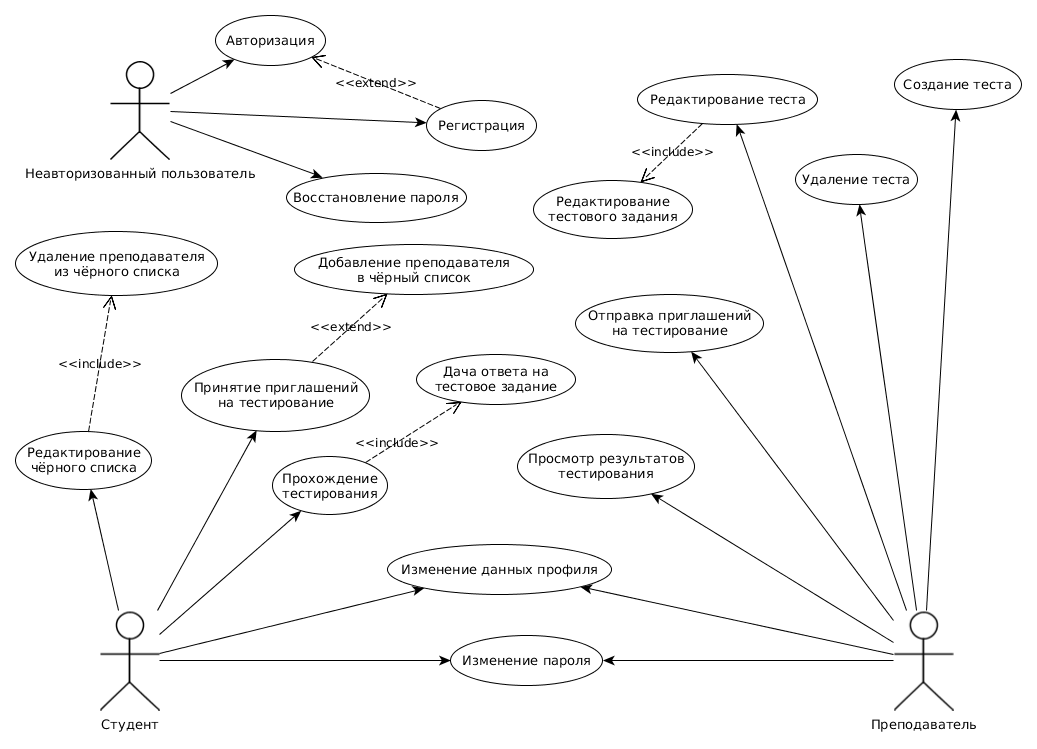 Авторизация
<<extend>>
Регистрация
Неавторизованный пользователь
Восстановление пароля
Редактирование теста
Создание теста
<<include>>
Удаление теста
Редактирование
тестового задания
Удаление преподавателя
из чёрного списка
Добавление преподавателя
в чёрный список
<<extend>>
Отправка приглашений
на тестирование
<<include>>
Принятие приглашений
на тестирование
Дача ответа на
тестовое задание
<<include>>
Редактирование
чёрного списка
Прохождение
тестирования
Просмотр результатов
тестирования
Изменение данных профиля
Изменение пароля
Студент
Преподаватель